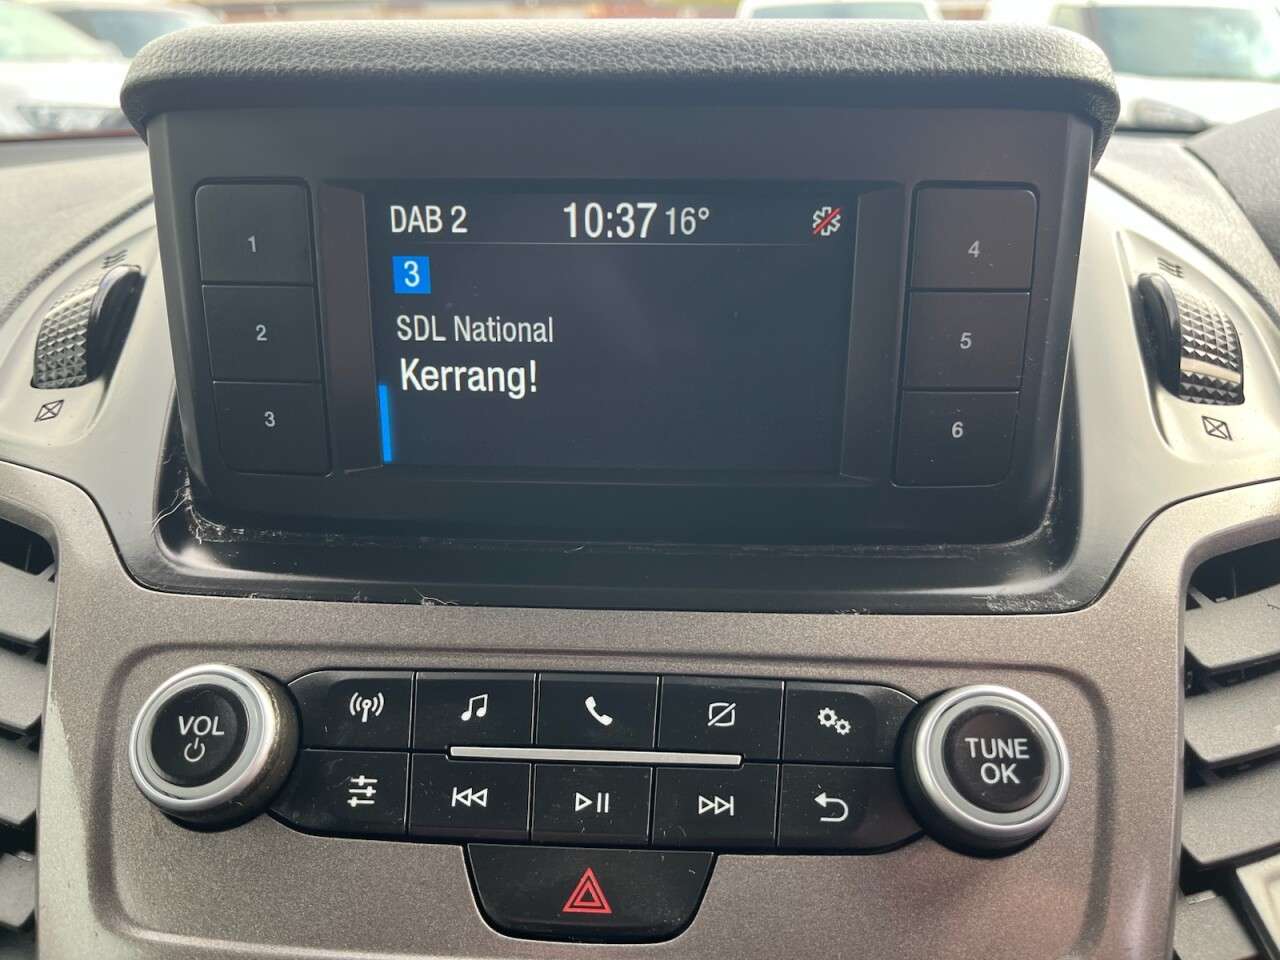 DAB 2 10:37 16°
3
SDL National
Kerrang!
1
2
3
4
5
6
VOL
TUNE
OK